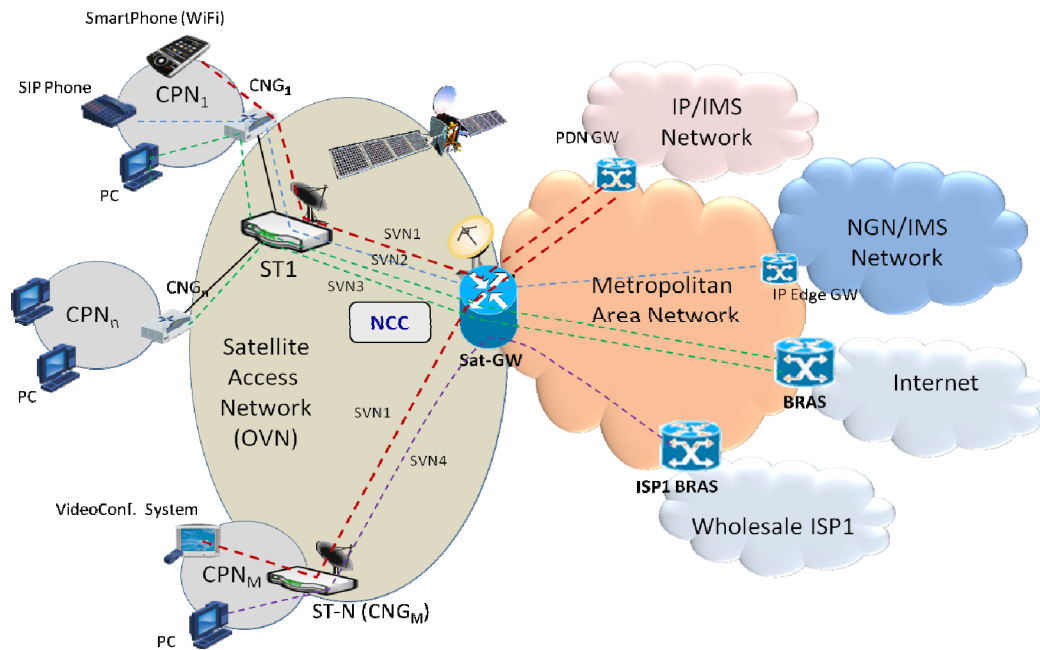 SmartPhone (WiFi)
SIP Phone
CPN1
CNG1
PC
IP/IMS
Network
PDN GW
ST1
SVN1
SVN2
SVN3
NGN/IMS
Network
IP Edge GW
Metropolitan
Area Network
CNGn
CPNn
PC
NCC
Sat-GW
Satellite
Access
Network
(OVN)
BRAS
Internet
SVN1
SVN4
ISP1 BRAS
Wholesale ISP1
VideoConf. System
CPNM
PC
ST-N (CNGM)